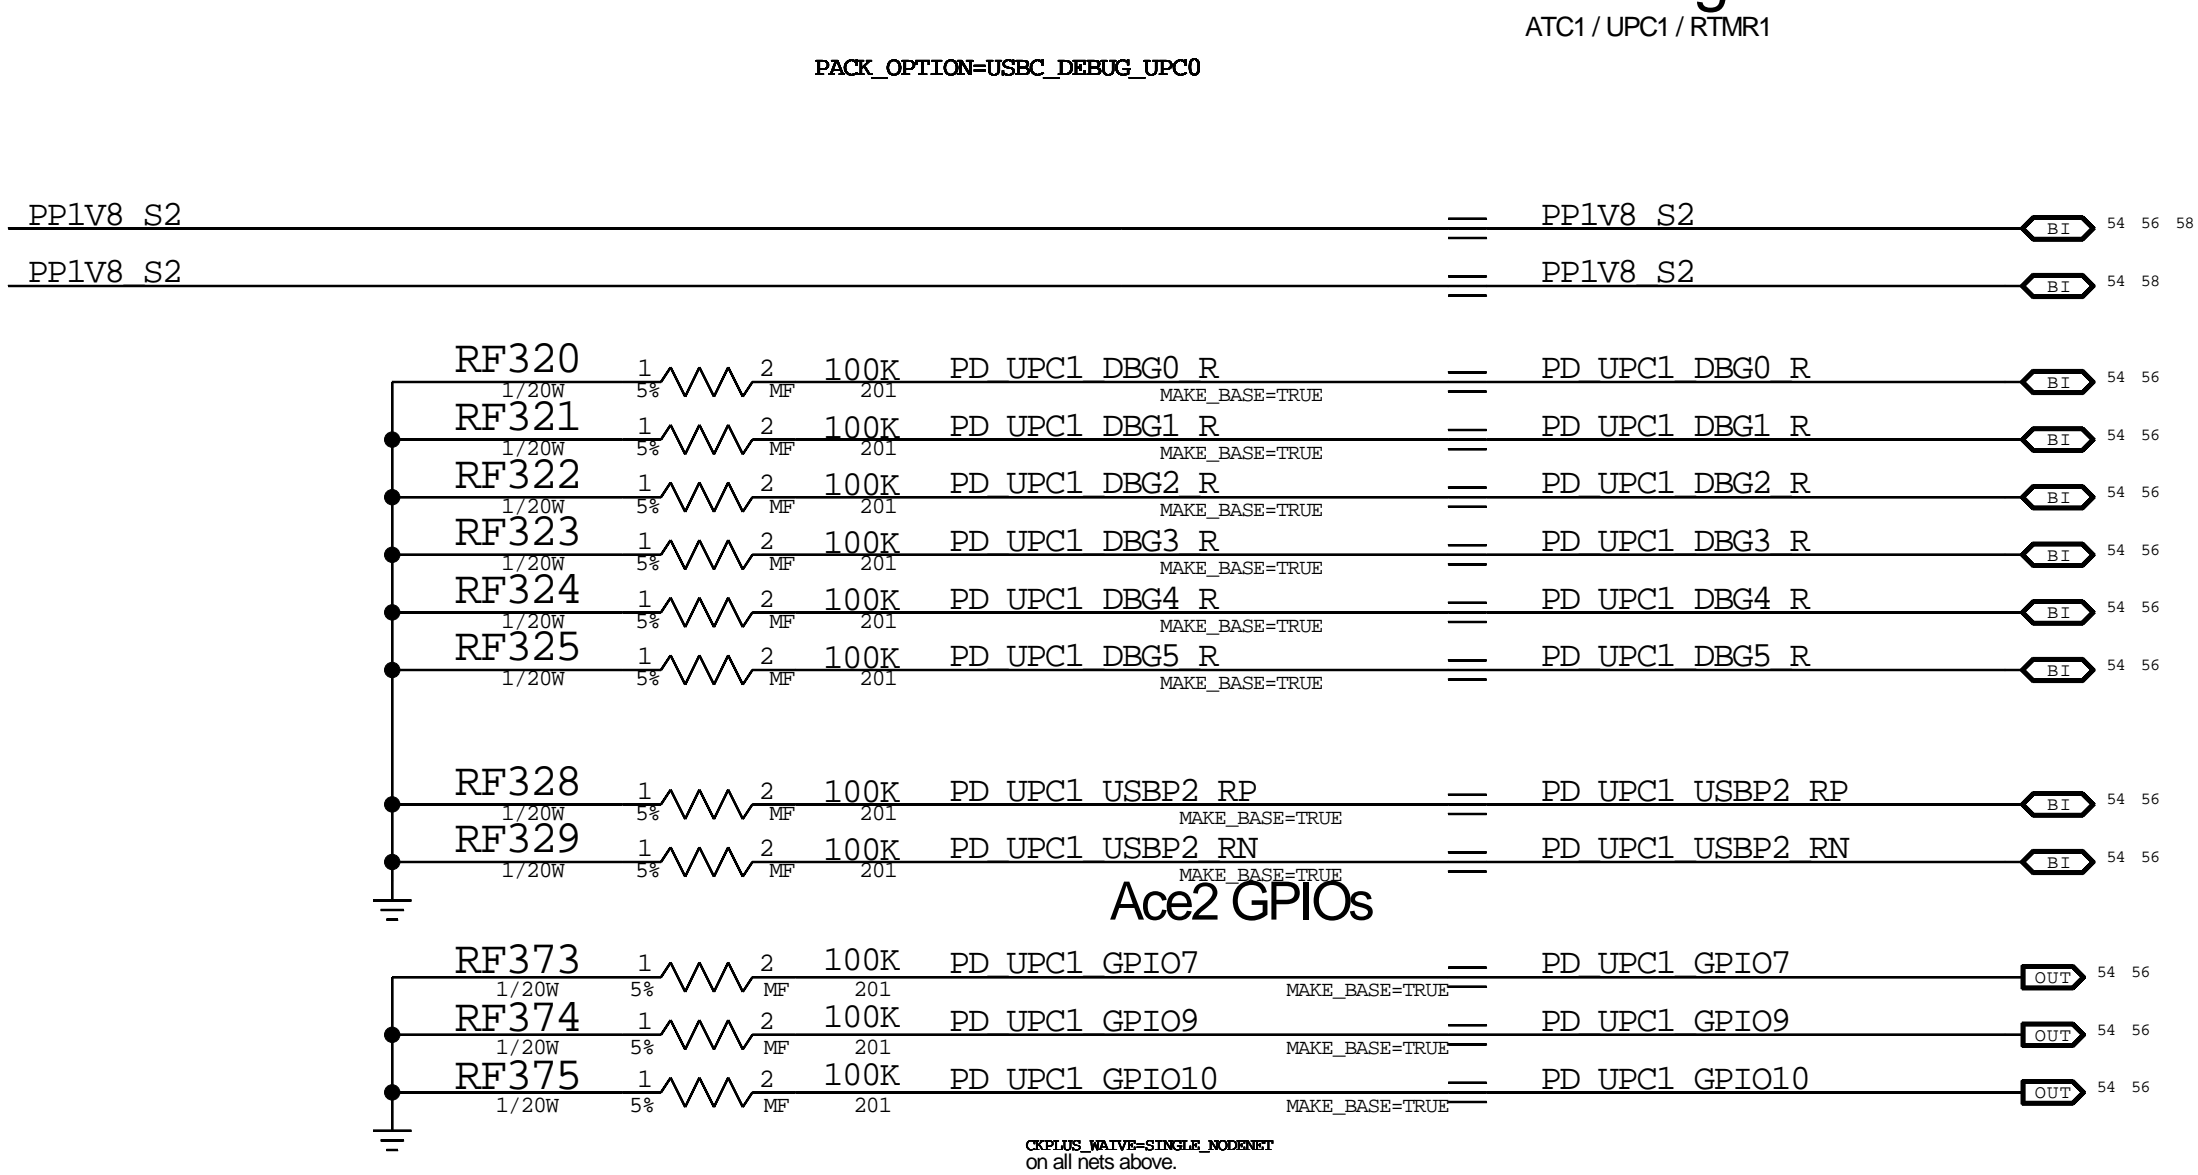 ATC1 / UPC1 / RTMR1
PACK_OPTION=USBC_DEBUG_UPC0
PP1V8_S2 PP1V8_S2 BI 54 56 58
PP1V8_S2 PP1V8_S2 BI 54 58
RF320 1 2 100K PD_UPC1_DBG0_R PD_UPC1_DBG0_R BI 54 56
1/20W 5% MF 201 MAKE_BASE=TRUE
RF321 1 2 100K PD_UPC1_DBG1_R PD_UPC1_DBG1_R BI 54 56
1/20W 5% MF 201 MAKE_BASE=TRUE
RF322 1 2 100K PD_UPC1_DBG2_R PD_UPC1_DBG2_R BI 54 56
1/20W 5% MF 201 MAKE_BASE=TRUE
RF323 1 2 100K PD_UPC1_DBG3_R PD_UPC1_DBG3_R BI 54 56
1/20W 5% MF 201 MAKE_BASE=TRUE
RF324 1 2 100K PD_UPC1_DBG4_R PD_UPC1_DBG4_R BI 54 56
1/20W 5% MF 201 MAKE_BASE=TRUE
RF325 1 2 100K PD_UPC1_DBG5_R PD_UPC1_DBG5_R BI 54 56
1/20W 5% MF 201 MAKE_BASE=TRUE
RF328 1 2 100K PD_UPC1_USBP2_RP PD_UPC1_USBP2_RP BI 54 56
1/20W 5% MF 201 MAKE_BASE=TRUE
RF329 1 2 100K PD_UPC1_USBP2_RN PD_UPC1_USBP2_RN BI 54 56
1/20W 5% MF 201 MAKE_BASE=TRUE
Ace2 GPIOs
RF373 1 2 100K PD_UPC1_GPIO7 PD_UPC1_GPIO7 OUT 54 56
1/20W 5% MF 201 MAKE_BASE=TRUE
RF374 1 2 100K PD_UPC1_GPIO9 PD_UPC1_GPIO9 OUT 54 56
1/20W 5% MF 201 MAKE_BASE=TRUE
RF375 1 2 100K PD_UPC1_GPIO10 PD_UPC1_GPIO10 OUT 54 56
1/20W 5% MF 201 MAKE_BASE=TRUE
CKPLUS_WAIVE=SINGLE_NODENET
on all nets above.